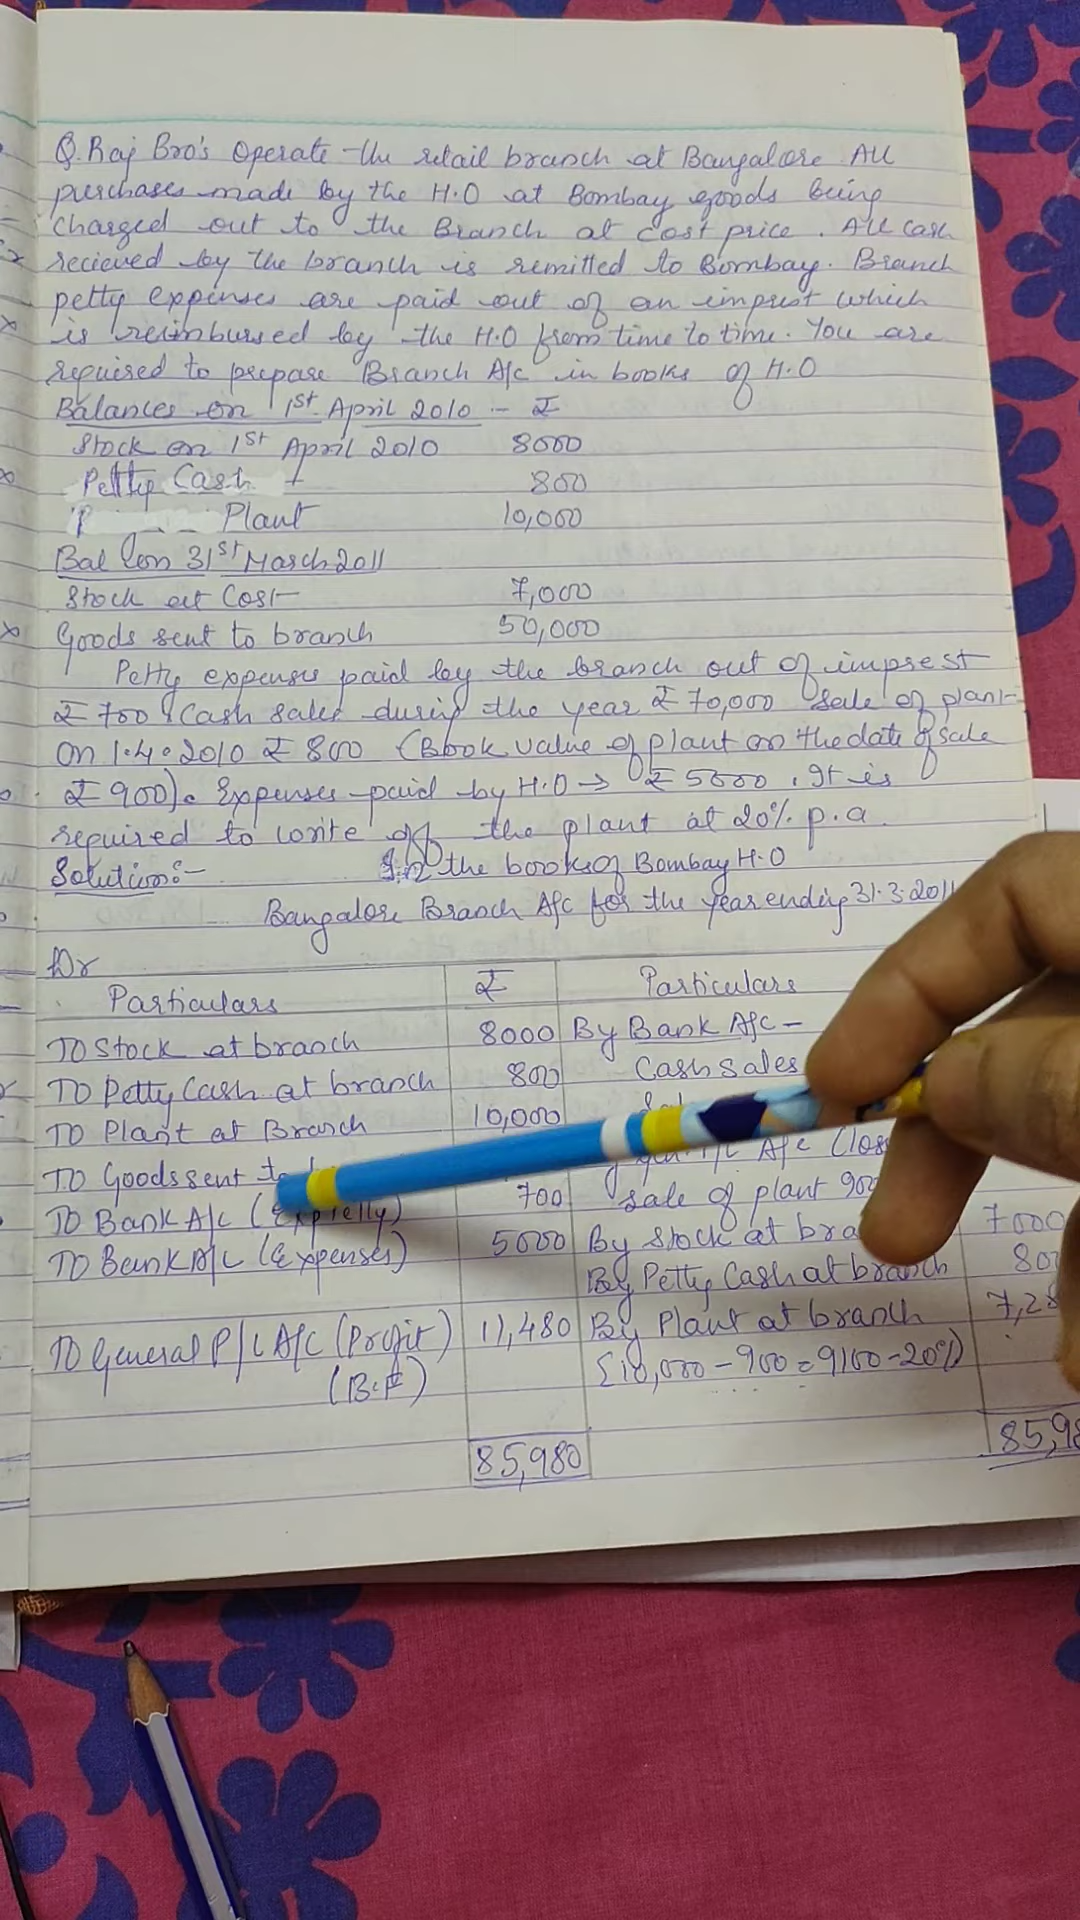 Q. Raj Bro's Operate the retail branch at Bangalore. All
purchases made by the H.O at Bombay goods being
charged out to the Branch at cost price. All cash
recieved by the branch is remitted to Bombay. Branch
petty expenses are paid out of an imprest which
is reimbursed by the H.O from time to time. You are
required to prepare Branch A/c in books of H.O
Balances on 1st April 2010 - ₹
Stock on 1st April 2010 8000
Petty Cash 800
Plant 10,000
Bal on 31st March 2011
Stock at Cost 7,000
Goods sent to branch 50,000
Petty expenses paid by the branch out of imprest
₹ 700 & Cash sales during the year ₹ 70,000 Sale of plant
on 1.4.2010 ₹ 800 (Book value of plant on the date of sale
₹ 900). Expenses paid by H.O → ₹ 5000. It is
required to write off the plant at 20% p.a.
Solution:- In the books of Bombay H.O
Bangalore Branch A/c for the year ending 31.3.2011
Dr
Particulars ₹ Particulars
TO Stock at branch 8000 By Bank A/c -
TO Petty Cash at branch 800 Cash sales
TO Plant at Branch 10,000
TO Goods sent to A/c (loss
TO Bank A/c (Exp Petty) 700 sale of plant 900
TO Bank A/c (Expenses) 5000 By Stock at 7000
By Petty Cash at branch 80
TO General P/L A/c (Profit) 11,480 By Plant at branch 7,28
(B.F) {10,000 - 900 = 9100 - 20%)
85,980 85,98